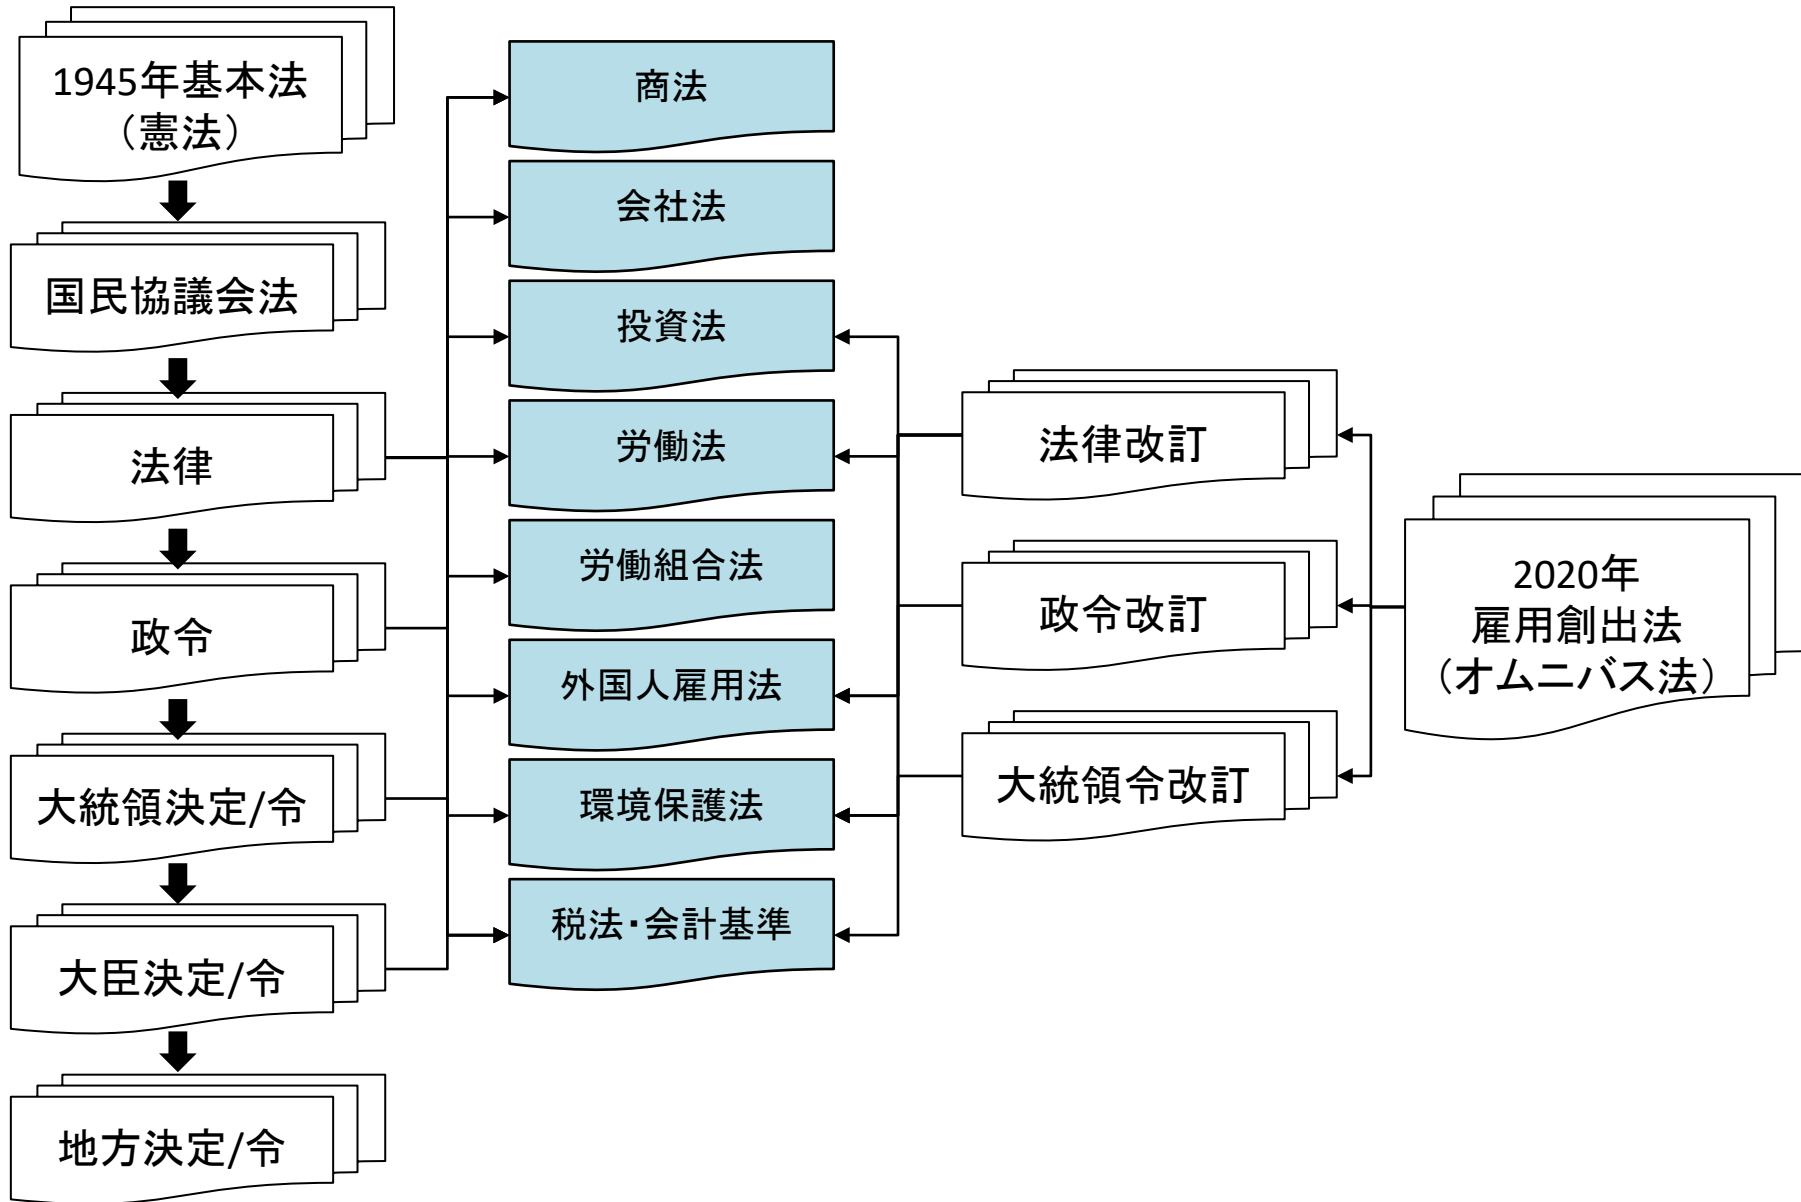 1945年基本法
（憲法）
国民協議会法
法律
政令
大統領決定/令
大臣決定/令
地方決定/令
商法
会社法
投資法
労働法
労働組合法
外国人雇用法
環境保護法
税法・会計基準
法律改訂
政令改訂
大統領令改訂
2020年
雇用創出法
（オムニバス法）